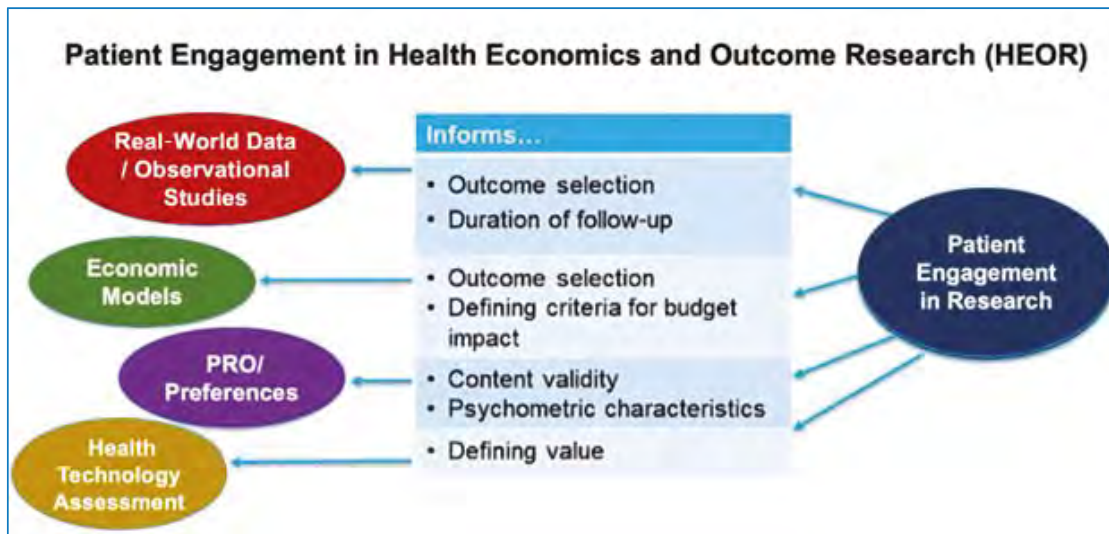 Patient Engagement in Health Economics and Outcome Research (HEOR)
Real-World Data
/ Observational
Studies
Economic
Models
PRO/
Preferences
Health
Technology
Assessment
Informs...
• Outcome selection
• Duration of follow-up
• Outcome selection
• Defining criteria for budget
impact
• Content validity
• Psychometric characteristics
• Defining value
Patient
Engagement
in Research